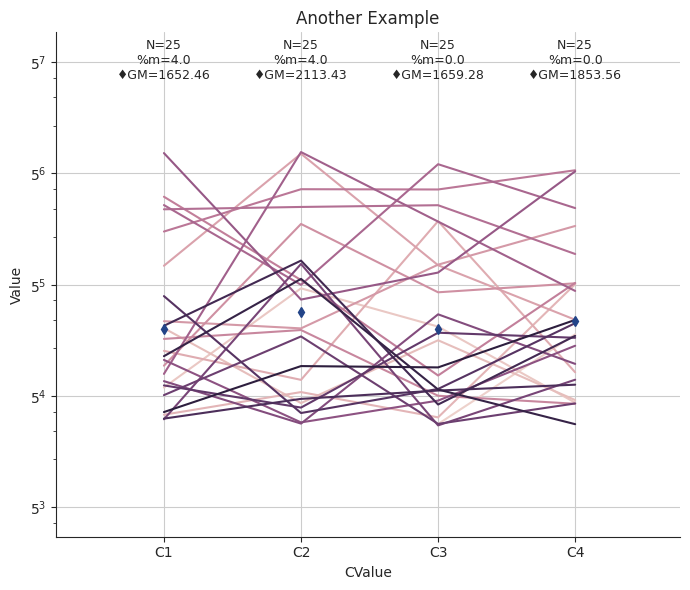 Another Example
N=25 N=25 N=25 N=25
%m=4.0 %m=4.0 %m=0.0 %m=0.0
♦GM=1652.46 ♦GM=2113.43 ♦GM=1659.28 ♦GM=1853.56
5⁷
5⁶
5⁵
5⁴
5³
Value
C1 C2 C3 C4
CValue